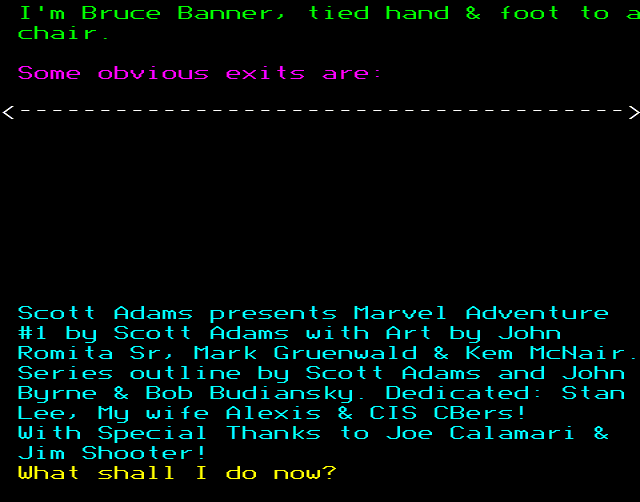 I'm Bruce Banner, tied hand & foot to a
chair.
Some obvious exits are:
<-------------------------------------->
Scott Adams presents Marvel Adventure
#1 by Scott Adams with Art by John
Romita Sr, Mark Gruenwald & Kem McNair.
Series outline by Scott Adams and John
Byrne & Bob Budiansky. Dedicated: Stan
Lee, My wife Alexis & CIS CBers!
With Special Thanks to Joe Calamari &
Jim Shooter!
What shall I do now?